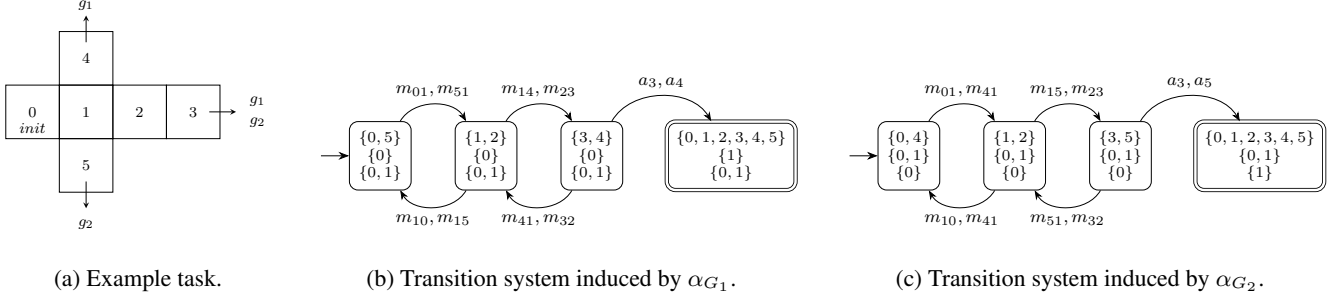 g1
4
0
init
1
2
3
g1
g2
5
g2
(a) Example task.
m01, m51
m14, m23
a3, a4
{0, 5}
{0}
{0, 1}
{1, 2}
{0}
{0, 1}
{3, 4}
{0}
{0, 1}
{0, 1, 2, 3, 4, 5}
{1}
{0, 1}
m10, m15
m41, m32
(b) Transition system induced by αG1.
m01, m41
m15, m23
a3, a5
{0, 4}
{0, 1}
{0}
{1, 2}
{0, 1}
{0}
{3, 5}
{0, 1}
{0}
{0, 1, 2, 3, 4, 5}
{0, 1}
{1}
m10, m41
m51, m32
(c) Transition system induced by αG2.